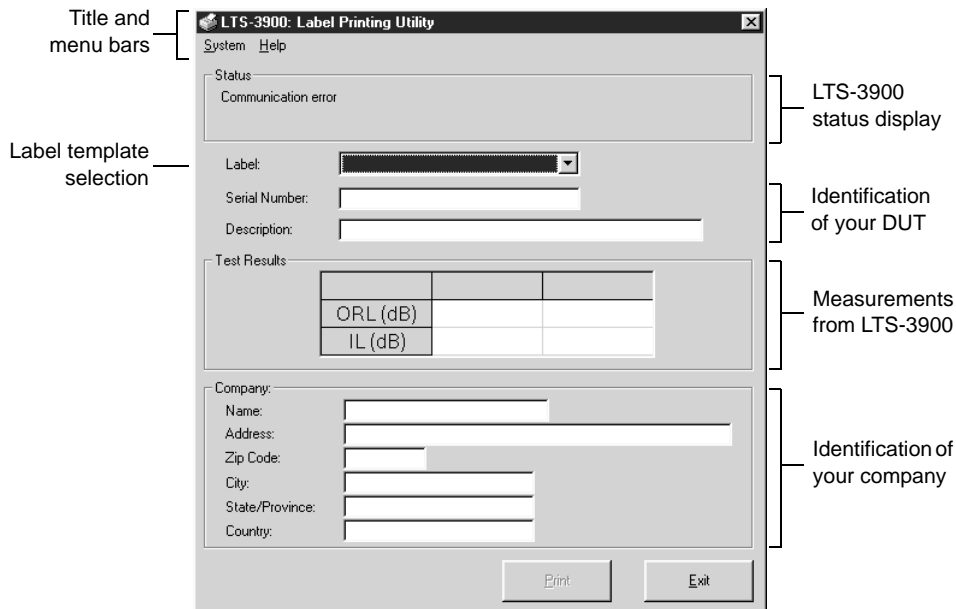 Title and
menu bars
LTS-3900: Label Printing Utility
System Help
Status
Communication error
LTS-3900
status display
Label template
selection
Label:
Serial Number:
Description:
Identification
of your DUT
Test Results
ORL (dB)
IL (dB)
Measurements
from LTS-3900
Company:
Name:
Address:
Zip Code:
City:
State/Province:
Country:
Identification of
your company
Print Exit